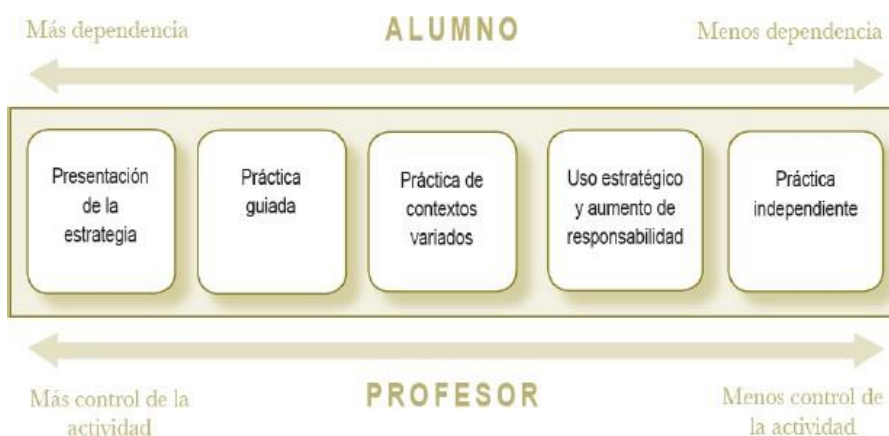 Más dependencia
ALUMNO
Menos dependencia
Presentación
de la
estrategia
Práctica
guiada
Práctica de
contextos
variados
Uso estratégico
y aumento de
responsabilidad
Práctica
independiente
Más control de la
actividad
PROFESOR
Menos control de
la actividad